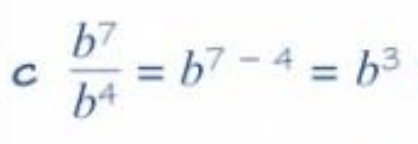 c b⁷/b⁴ = b⁷ ⁻ ⁴ = b³